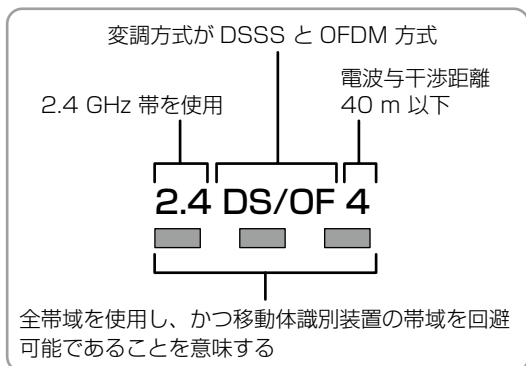 変調方式が DSSS と OFDM 方式
電波与干渉距離
40 m 以下
2.4 GHz 帯を使用
2.4 DS/OF 4
全帯域を使用し、かつ移動体識別装置の帯域を回避
可能であることを意味する